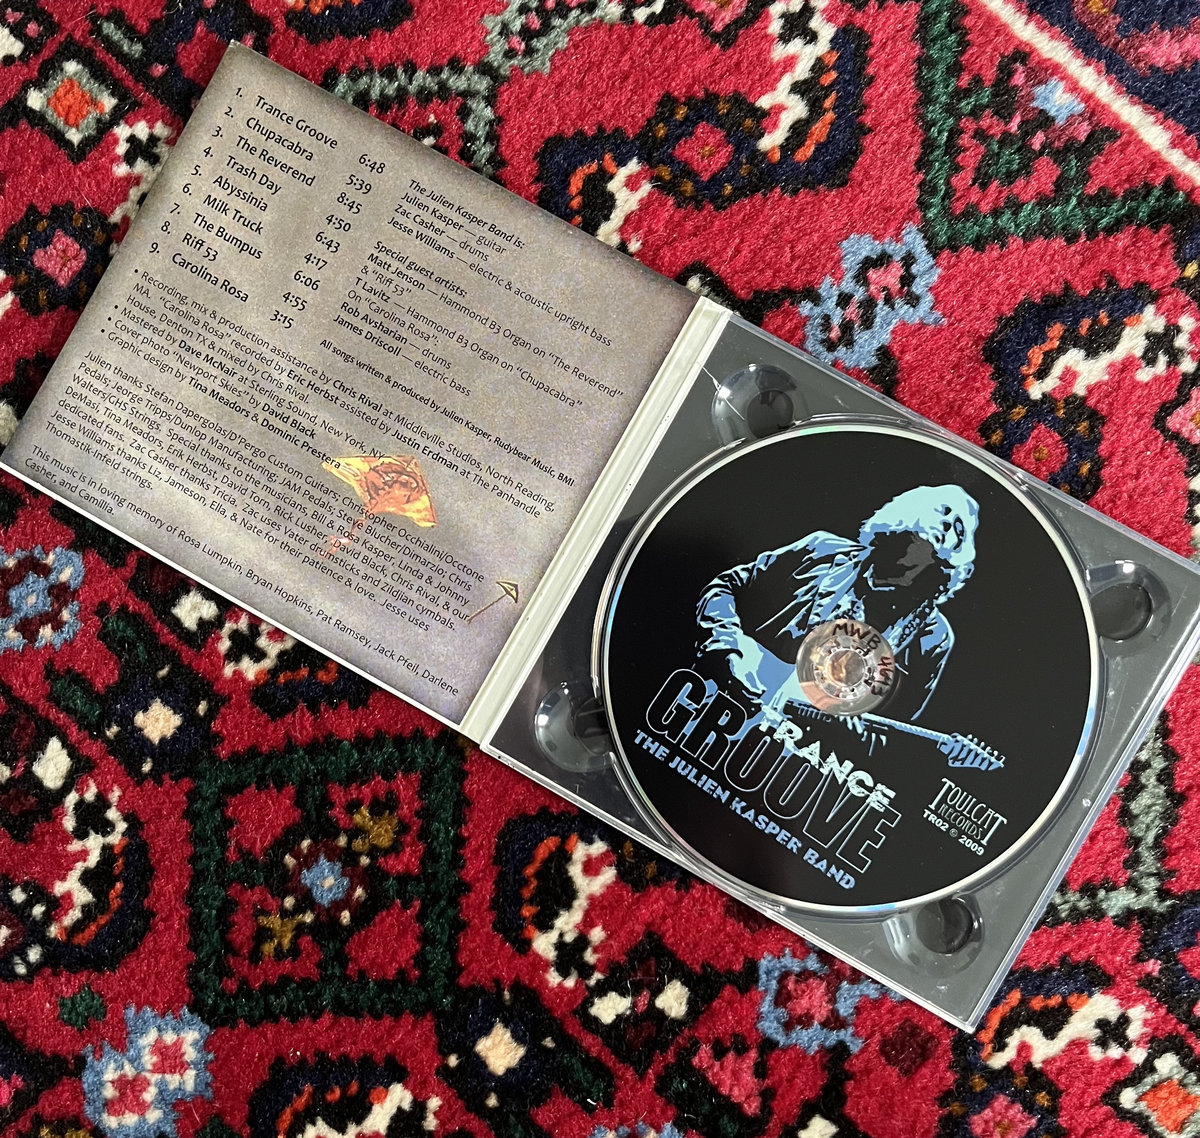 1. Trance Groove 6:48
2. Chupacabra 5:39
3. The Reverend 8:45
4. Trash Day 4:50
5. Abyssinia 6:43
6. Milk Truck 4:17
7. The Bumpus 6:06
8. Riff 53 4:55
9. Carolina Rosa 3:15
The Julien Kasper Band is:
Julien Kasper — guitar
Zac Casher — drums
Jesse Williams — electric & acoustic upright bass
Special guest artists:
Matt Jenson — Hammond B3 Organ on "The Reverend"
& "Riff 53"
T Lavitz — Hammond B3 Organ on "Chupacabra"
On "Carolina Rosa":
Rob Avsharian — drums
James Driscoll — electric bass
All songs written & produced by Julien Kasper, Rudybear Music, BMI
• Recording, mix & production assistance by Chris Rival at Middleville Studios, North Reading,
MA. "Carolina Rosa" recorded by Eric Herbst assisted by Justin Erdman at The Panhandle
House, Denton TX & mixed by Chris Rival.
• Mastered by Dave McNair at Sterling Sound, New York, NY
• Cover photo "Newport Skies" by David Black
Graphic design by Tina Meadors & Dominic Prestera
Julien thanks Stefan Dapergolas/D'Pergo Custom Guitars; Christopher Occhialini/Occtone
Pedals; Jeorge Tripps/Dunlop Manufacturing; JAM Pedals; Steve Blucher/Dimarzio, Chris
Walters/GHS Strings. Special thanks to the musicians, Bill & Rosa Kasper, Linda & Johnny
DeMasi, Tina Meadors, Erik Herbst, David Torn, Rick Lusher, David Black, Chris Rival, & our
dedicated fans. Zac Casher thanks Tricia. Zac uses Vater drumsticks and Zildjian cymbals.
Jesse Williams thanks Liz, Jameson, Ella, & Nate for their patience & love. Jesse uses
Thomastik-Infeld strings.
This music is in loving memory of Rosa Lumpkin, Bryan Hopkins, Pat Ramsey, Jack Pfeil, Darlene
Casher, and Camilla.
MWB
TRANCE
GROOVE
THE JULIEN KASPER BAND
TOULCAT
RECORDS
TR02 © 2009